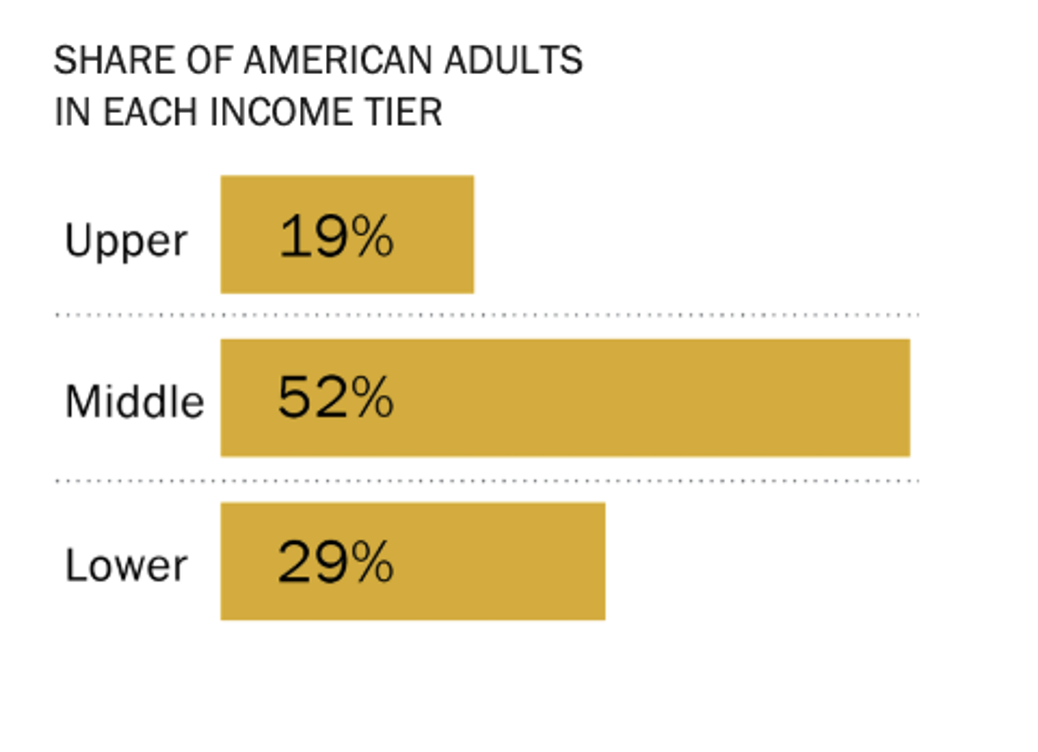 SHARE OF AMERICAN ADULTS
IN EACH INCOME TIER
Upper 19%
Middle 52%
Lower 29%